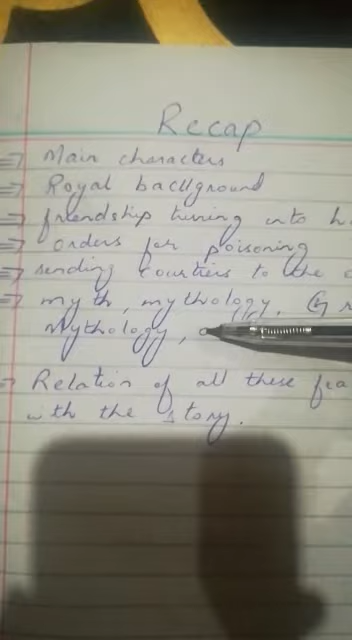 Recap
⇒ Main characters
⇒ Royal background
⇒ friendship turning into
⇒ orders for poisoning
⇒ sending courtiers to the
⇒ myth, mythology.
Mythology,
⇒ Relation of all these
with the story.